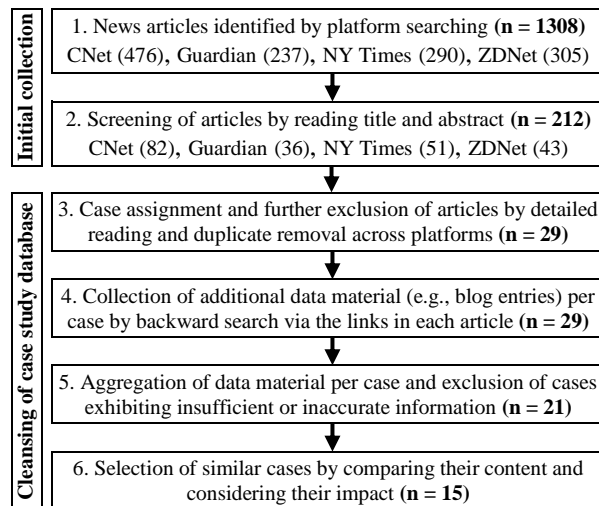 Initial collection
1. News articles identified by platform searching (n = 1308)
CNet (476), Guardian (237), NY Times (290), ZDNet (305)
2. Screening of articles by reading title and abstract (n = 212)
CNet (82), Guardian (36), NY Times (51), ZDNet (43)
Cleansing of case study database
3. Case assignment and further exclusion of articles by detailed
reading and duplicate removal across platforms (n = 29)
4. Collection of additional data material (e.g., blog entries) per
case by backward search via the links in each article (n = 29)
5. Aggregation of data material per case and exclusion of cases
exhibiting insufficient or inaccurate information (n = 21)
6. Selection of similar cases by comparing their content and
considering their impact (n = 15)